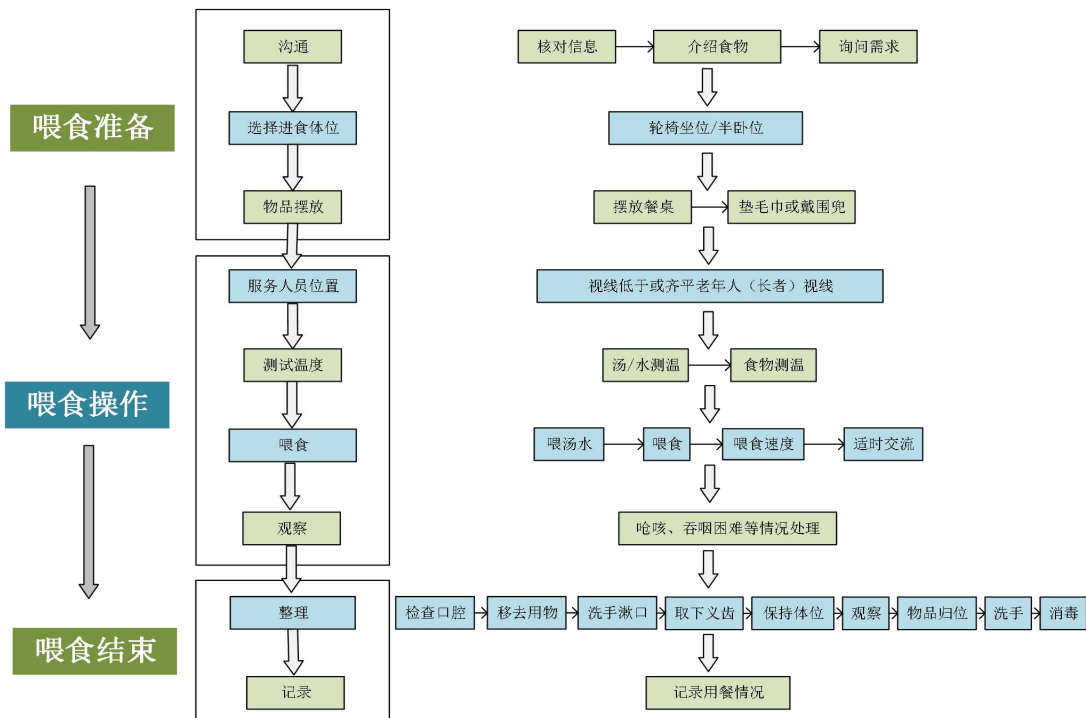 沟通
核对信息
介绍食物
询问需求
喂食准备
选择进食体位
轮椅坐位/半卧位
物品摆放
摆放餐桌
垫毛巾或戴围兜
服务人员位置
视线低于或齐平老年人（长者）视线
测试温度
汤/水测温
食物测温
喂食操作
喂食
喂汤水
喂食
喂食速度
适时交流
观察
呛咳、吞咽困难等情况处理
整理
检查口腔
移去用物
洗手漱口
取下义齿
保持体位
观察
物品归位
洗手
消毒
喂食结束
记录
记录用餐情况